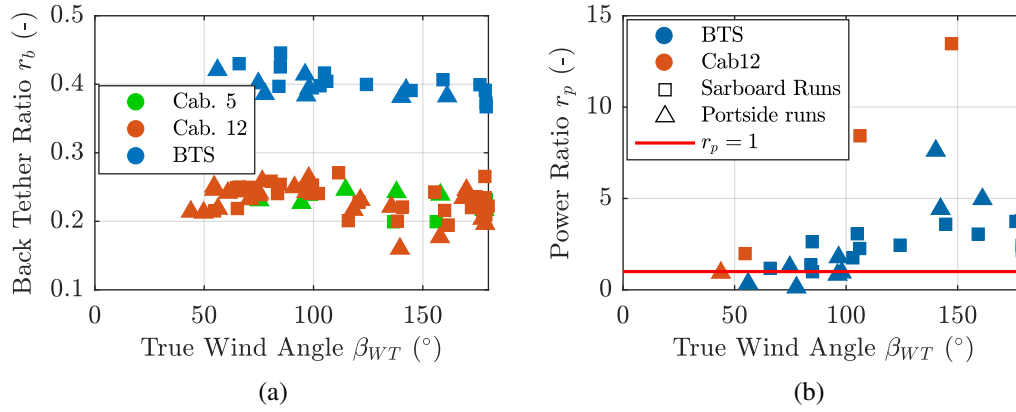 0.5
0.4
0.3
0.2
0.1
0
50
100
150
Back Tether Ratio r_b (-)
True Wind Angle β_WT (°)
Cab. 5
Cab. 12
BTS
(a)
15
10
5
0
0
50
100
150
Power Ratio r_p (-)
True Wind Angle β_WT (°)
BTS
Cab12
Sarboard Runs
Portside runs
r_p = 1
(b)